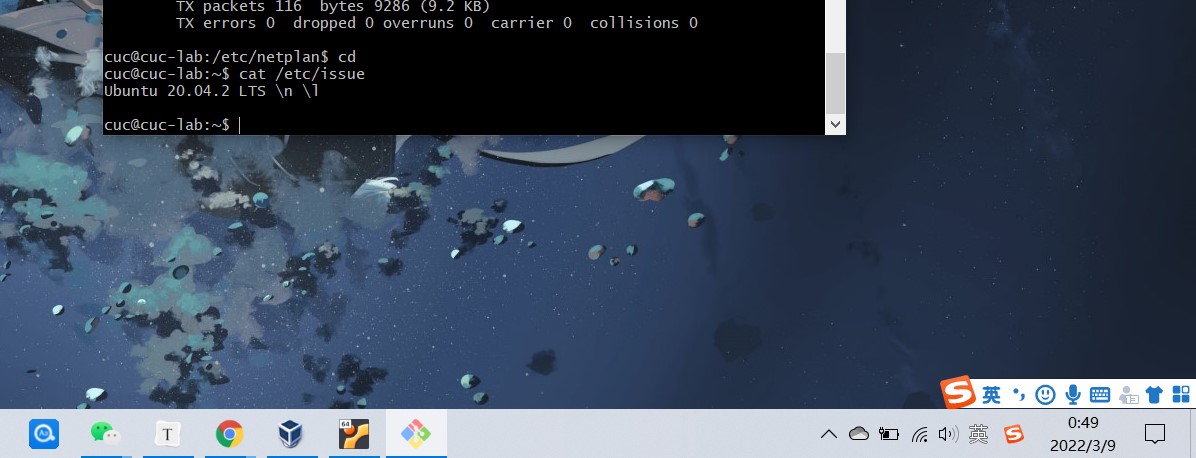 TX packets 116  bytes 9286 (9.2 KB)
TX errors 0  dropped 0 overruns 0  carrier 0  collisions 0
cuc@cuc-lab:/etc/netplan$ cd
cuc@cuc-lab:~$ cat /etc/issue
Ubuntu 20.04.2 LTS \n \l
cuc@cuc-lab:~$
S 英
T
64
英 S
0:49
2022/3/9